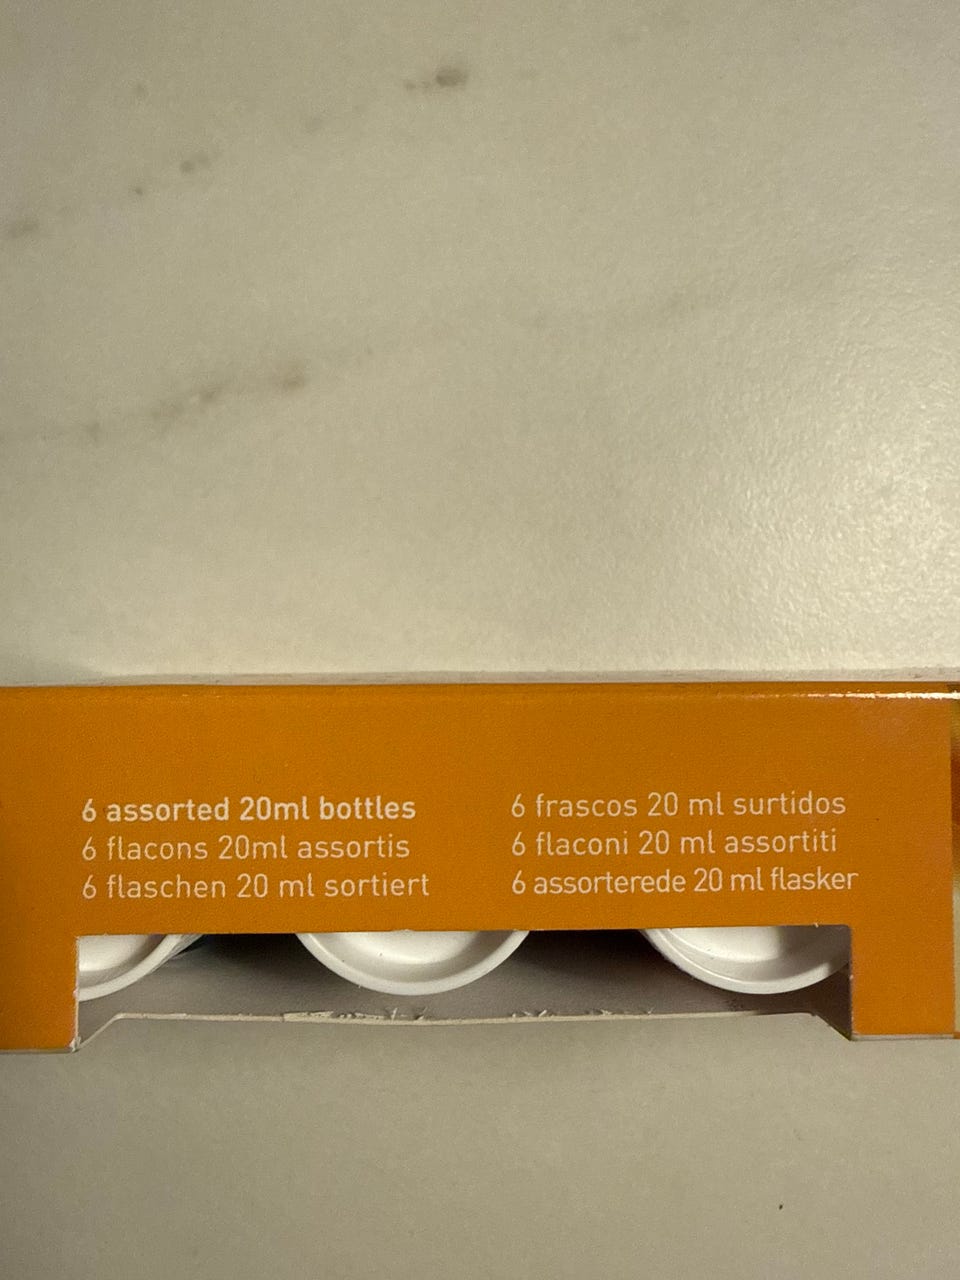 6 assorted 20ml bottles
6 flacons 20ml assortis
6 flaschen 20 ml sortiert
6 frascos 20 ml surtidos
6 flaconi 20 ml assortiti
6 assorterede 20 ml flasker